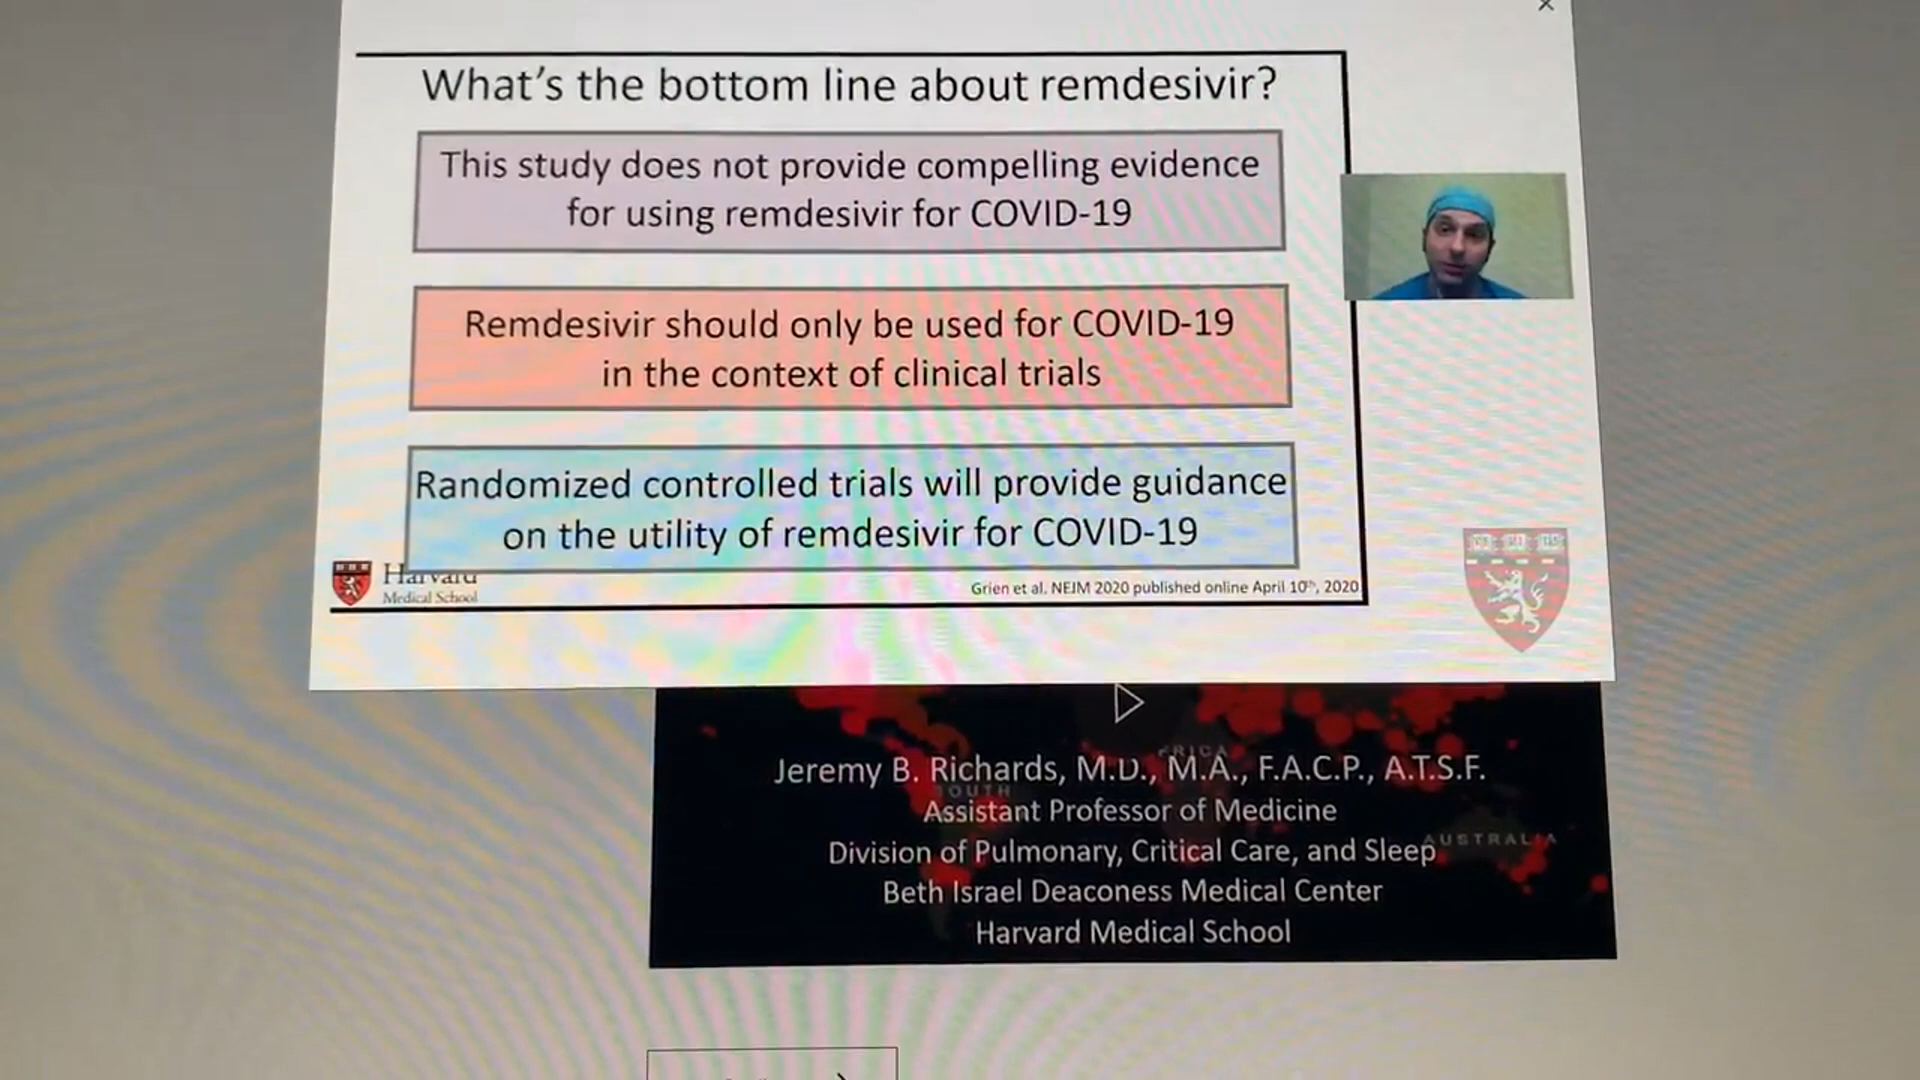 What's the bottom line about remdesivir?
This study does not provide compelling evidence
for using remdesivir for COVID-19
Remdesivir should only be used for COVID-19
in the context of clinical trials
Randomized controlled trials will provide guidance
on the utility of remdesivir for COVID-19
Harvard
Medical School
Grien et al. NEJM 2020 published online April 10th, 2020
Jeremy B. Richards, M.D., M.A., F.A.C.P., A.T.S.F.
SOUTH
Assistant Professor of Medicine
AUSTRALIA
Division of Pulmonary, Critical Care, and Sleep
Beth Israel Deaconess Medical Center
Harvard Medical School